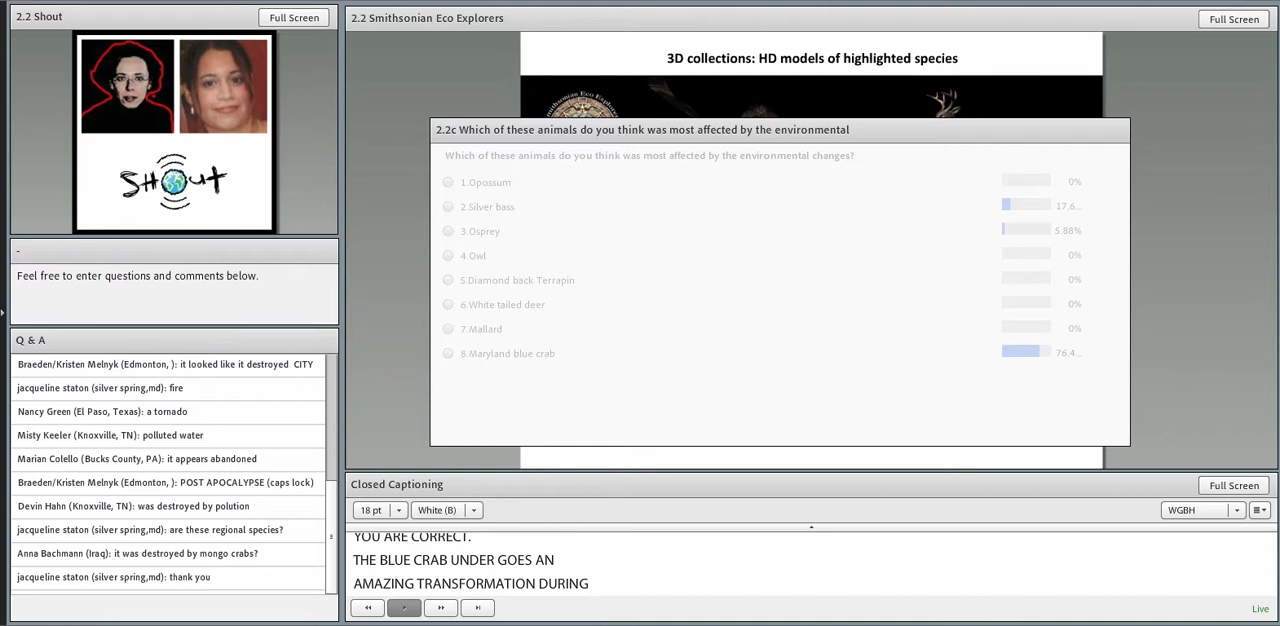 2.2 Shout
Full Screen
SHOUT
-
Feel free to enter questions and comments below.
Q & A
Braeden/Kristen Melnyk (Edmonton, ): it looked like it destroyed  CITY
jacqueline staton (silver spring,md): fire
Nancy Green (El Paso, Texas): a tornado
Misty Keeler (Knoxville, TN): polluted water
Marian Colello (Bucks County, PA): it appears abandoned
Braeden/Kristen Melnyk (Edmonton, ): POST APOCALYPSE (caps lock)
Devin Hahn (Knoxville, TN): was destroyed by polution
jacqueline staton (silver spring,md): are these regional species?
Anna Bachmann (Iraq): it was destroyed by mongo crabs?
jacqueline staton (silver spring,md): thank you
2.2 Smithsonian Eco Explorers
Full Screen
3D collections: HD models of highlighted species
2.2c Which of these animals do you think was most affected by the environmental
Which of these animals do you think was most affected by the environmental changes?
1.Opossum 0%
2.Silver bass 17.6...
3.Osprey 5.88%
4.Owl 0%
5.Diamond back Terrapin 0%
6.White tailed deer 0%
7.Mallard 0%
8.Maryland blue crab 76.4...
Closed Captioning
Full Screen
18 pt White (B) WGBH
YOU ARE CORRECT.
THE BLUE CRAB UNDER GOES AN
AMAZING TRANSFORMATION DURING
Live